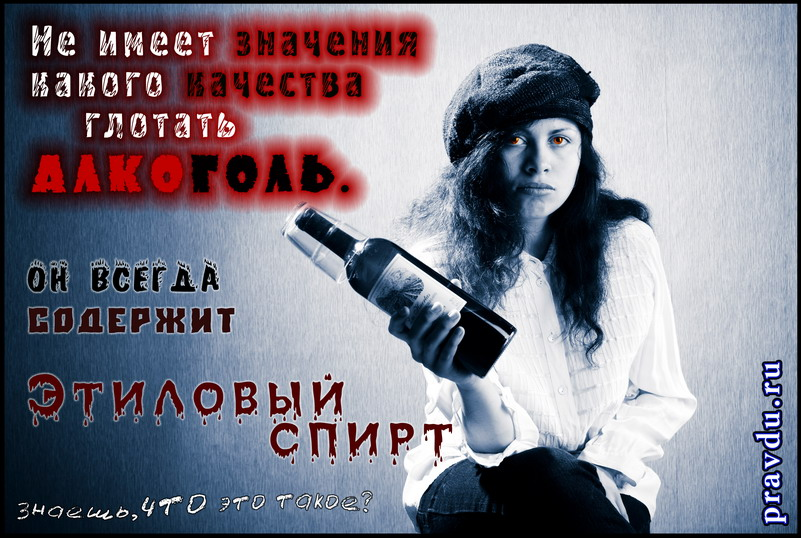 Не имеет значения
какого качества
глотать
АЛКОГОЛЬ.
ОН ВСЕГДА
СОДЕРЖИТ
ЭТИЛОВЫЙ
СПИРТ
знаешь, ЧТО это такое?
pravdu.ru